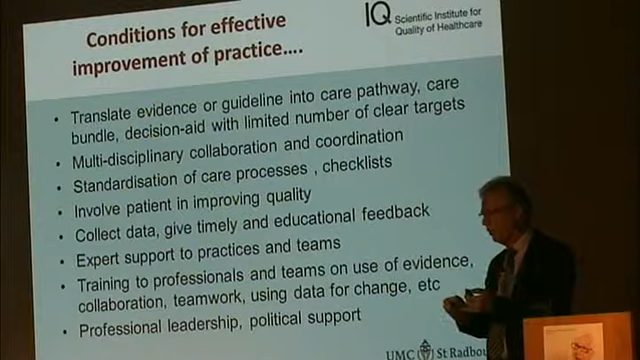 Conditions for effective
improvement of practice....
IQ Scientific Institute for
Quality of Healthcare
• Translate evidence or guideline into care pathway, care
bundle, decision-aid with limited number of clear targets
• Multi-disciplinary collaboration and coordination
• Standardisation of care processes , checklists
• Involve patient in improving quality
• Collect data, give timely and educational feedback
• Expert support to practices and teams
• Training to professionals and teams on use of evidence,
collaboration, teamwork, using data for change, etc
• Professional leadership, political support
UMC St Radbou